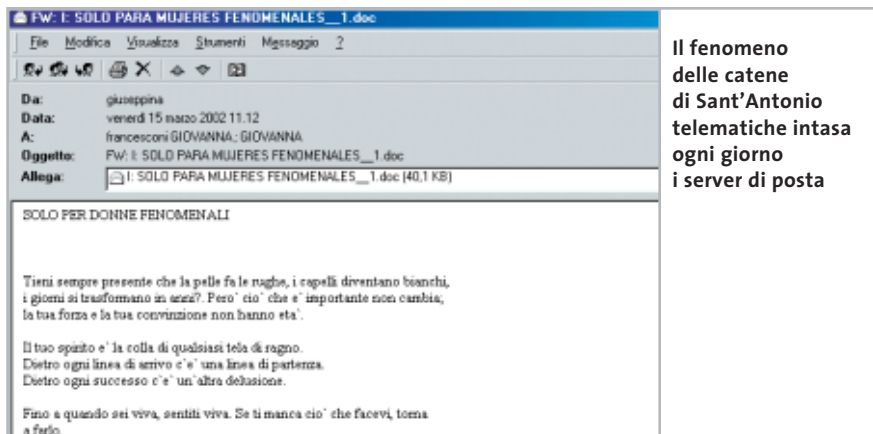 FW: I: SOLO PARA MUJERES FENOMENALES__1.doc
File Modifica Visualizza Strumenti Messaggio ?
Da: giuseppina
Data: venerdì 15 marzo 2002 11.12
A: francesconi GIOVANNA.; GIOVANNA
Oggetto: FW: I: SOLO PARA MUJERES FENOMENALES__1.doc
Allega: I: SOLO PARA MUJERES FENOMENALES__1.doc (40,1 KB)
SOLO PER DONNE FENOMENALI
Tieni sempre presente che la pelle fa le rughe, i capelli diventano bianchi,
i giorni si trasformano in anni?. Pero` cio` che e` importante non cambia;
la tua forza e la tua convinzione non hanno eta`.
Il tuo spirito e` la colla di qualsiasi tela di ragno.
Dietro ogni linea di arrivo c`e` una linea di partenza.
Dietro ogni successo c`e` un`altra delusione.
Fino a quando sei viva, sentiti viva. Se ti manca cio` che facevi, torna
a farlo.
Il fenomeno
delle catene
di Sant’Antonio
telematiche intasa
ogni giorno
i server di posta